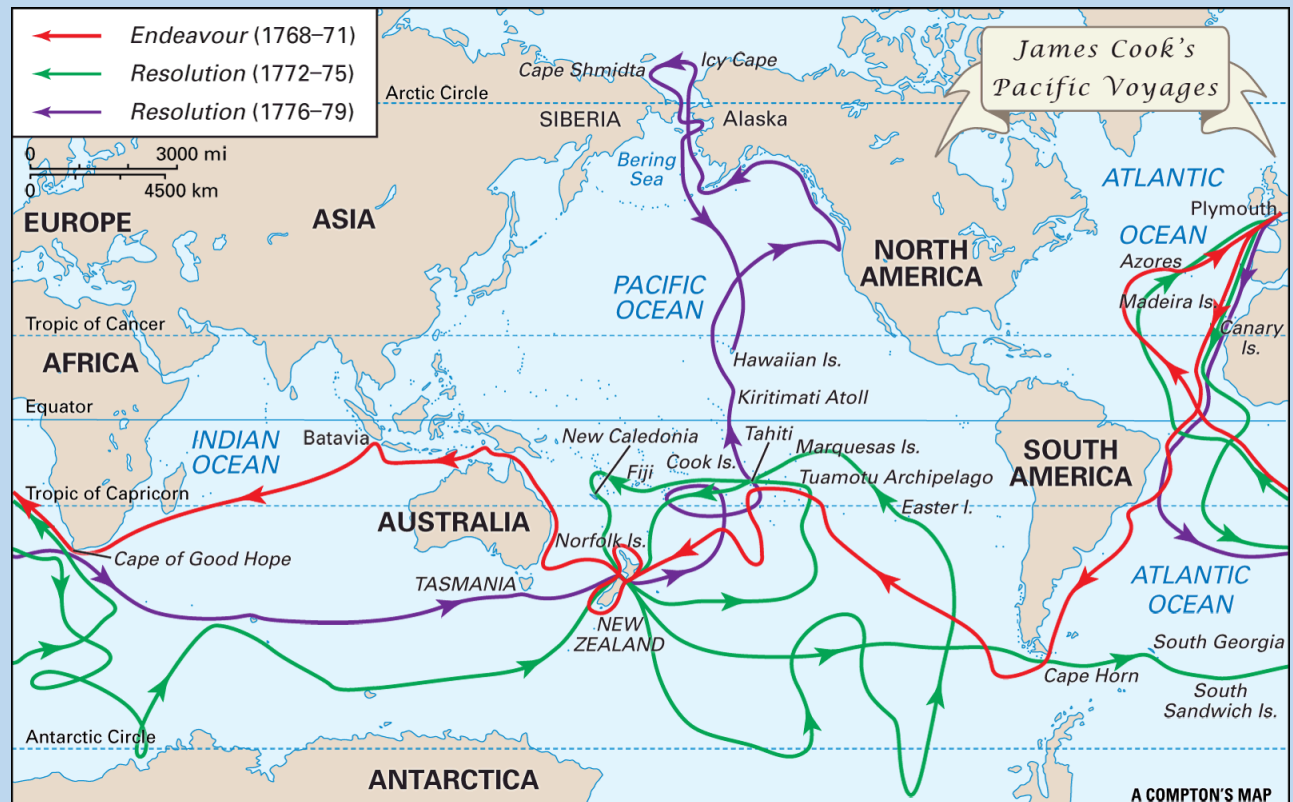 Endeavour (1768–71)
Resolution (1772–75)
Resolution (1776–79)
James Cook's
Pacific Voyages
0 3000 mi
0 4500 km
Cape Shmidta
Icy Cape
Arctic Circle
SIBERIA
Alaska
Bering
Sea
ATLANTIC
OCEAN
Plymouth
EUROPE
ASIA
NORTH
AMERICA
Azores
Madeira Is.
Canary
Is.
PACIFIC
OCEAN
Tropic of Cancer
AFRICA
Hawaiian Is.
Kiritimati Atoll
Equator
INDIAN
OCEAN
Batavia
New Caledonia
Fiji
Cook Is.
Tahiti
Marquesas Is.
Tuamotu Archipelago
Easter I.
SOUTH
AMERICA
Tropic of Capricorn
AUSTRALIA
Norfolk Is.
Cape of Good Hope
TASMANIA
NEW
ZEALAND
ATLANTIC
OCEAN
South Georgia
Cape Horn
South
Sandwich Is.
Antarctic Circle
ANTARCTICA
A COMPTON'S MAP